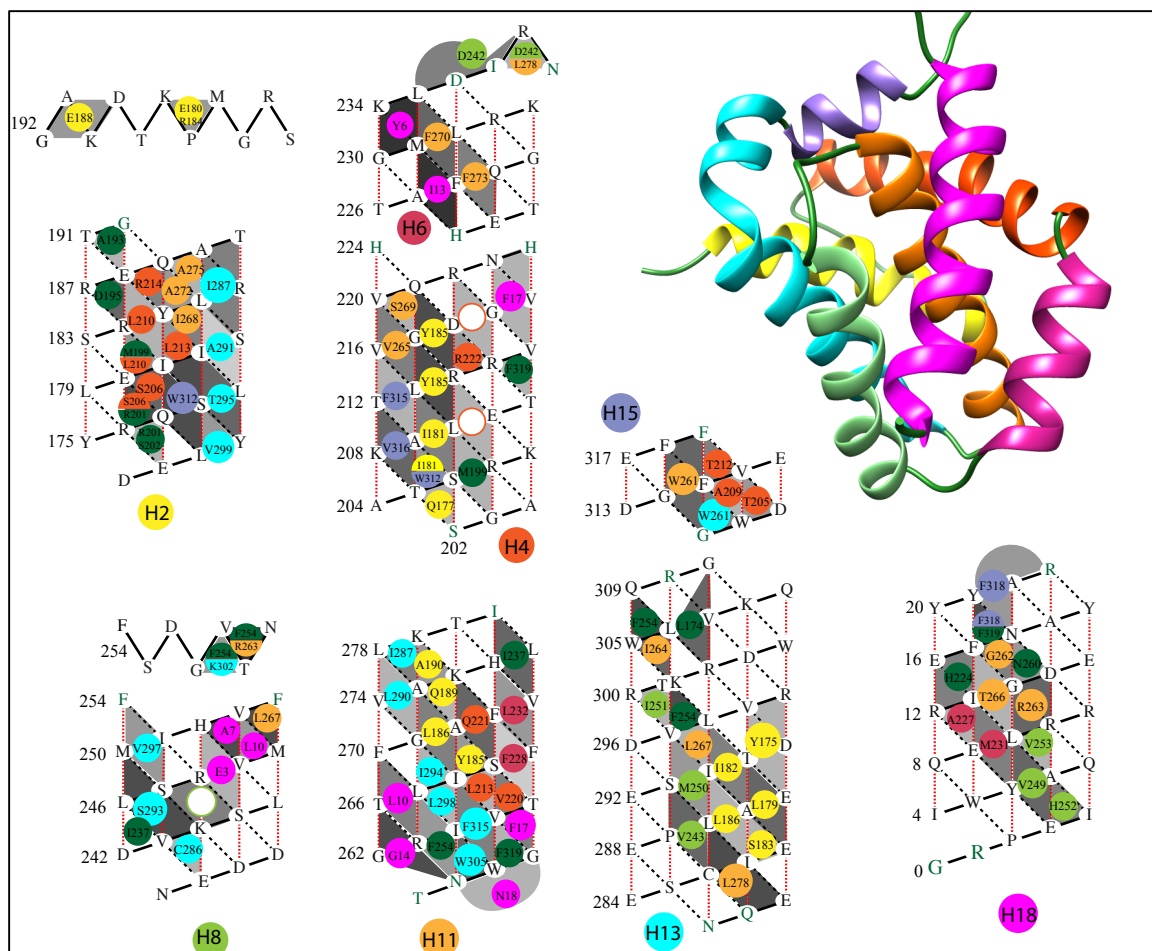 A D K M R
E188 E180
R184
192 G K T P G S
G
191 T A193 E Q A T
A275
187 R R214 A272 L I287 R
D195
L210 R Y I268
183 S M199 L213 I A291 S
L210
179 L E I
S206 W312 S T295 L
S206
R201
175 Y R Q
R201
S202
V299 Y
D E L
H2
R
D242 I D242 N
L278
234 K L D
Y6 L R K
M F270
230 G F Q G
A I13 F273
226 T H E T
H6
224 H Q R N H
220 V S269 D G F17 V
Y185
216 V V265 G R222 R V
F319
Y185 R
212 T F315 L E T
L
208 K V316 A I181 R K
I181
W312 M199
204 A T S G A
Q177
S
202
H4
H15
317 E F F V E
T212
W261 F A209
313 D G W261 T205
G W D
F D V N
F254
R263
254 S G F254 T
K302
254 F I H V F
A7 L267
250 M V297 L10 M
S R E3 V
246 L S293 S L
I237 V K
242 D C286 D D
N E
H8
I
278 L K T I237 L
I287 A190 K H
274 V L290 A Q189 F L232 V
Q221
L186 A
270 F G Y185 S F228 F
I294 I
266 T L L213 V220 T
L10 L298 V
I F315 F17
262 G R F254 F319 G
G14 W305 W
T N N18
H11
G
309 Q R K Q
F254 L174 V
305 W L I264 D W
R
300 R T K V R
I251 F254 L
296 D V L267 Y175 D
I I182 T
292 E S M250 L179 E
L186 A
288 E P V243 L S183 E
I
284 E S C L278 E
N Q
H13
F318 A R
20 Y Y F318
F319 N A Y
16 E F G262 N260 D E
H224 G
12 R I T266 R263 R R
A227
M231 L V253
8 Q E A Q
V249
4 I W Y H252 I
P E
0 G R
H18